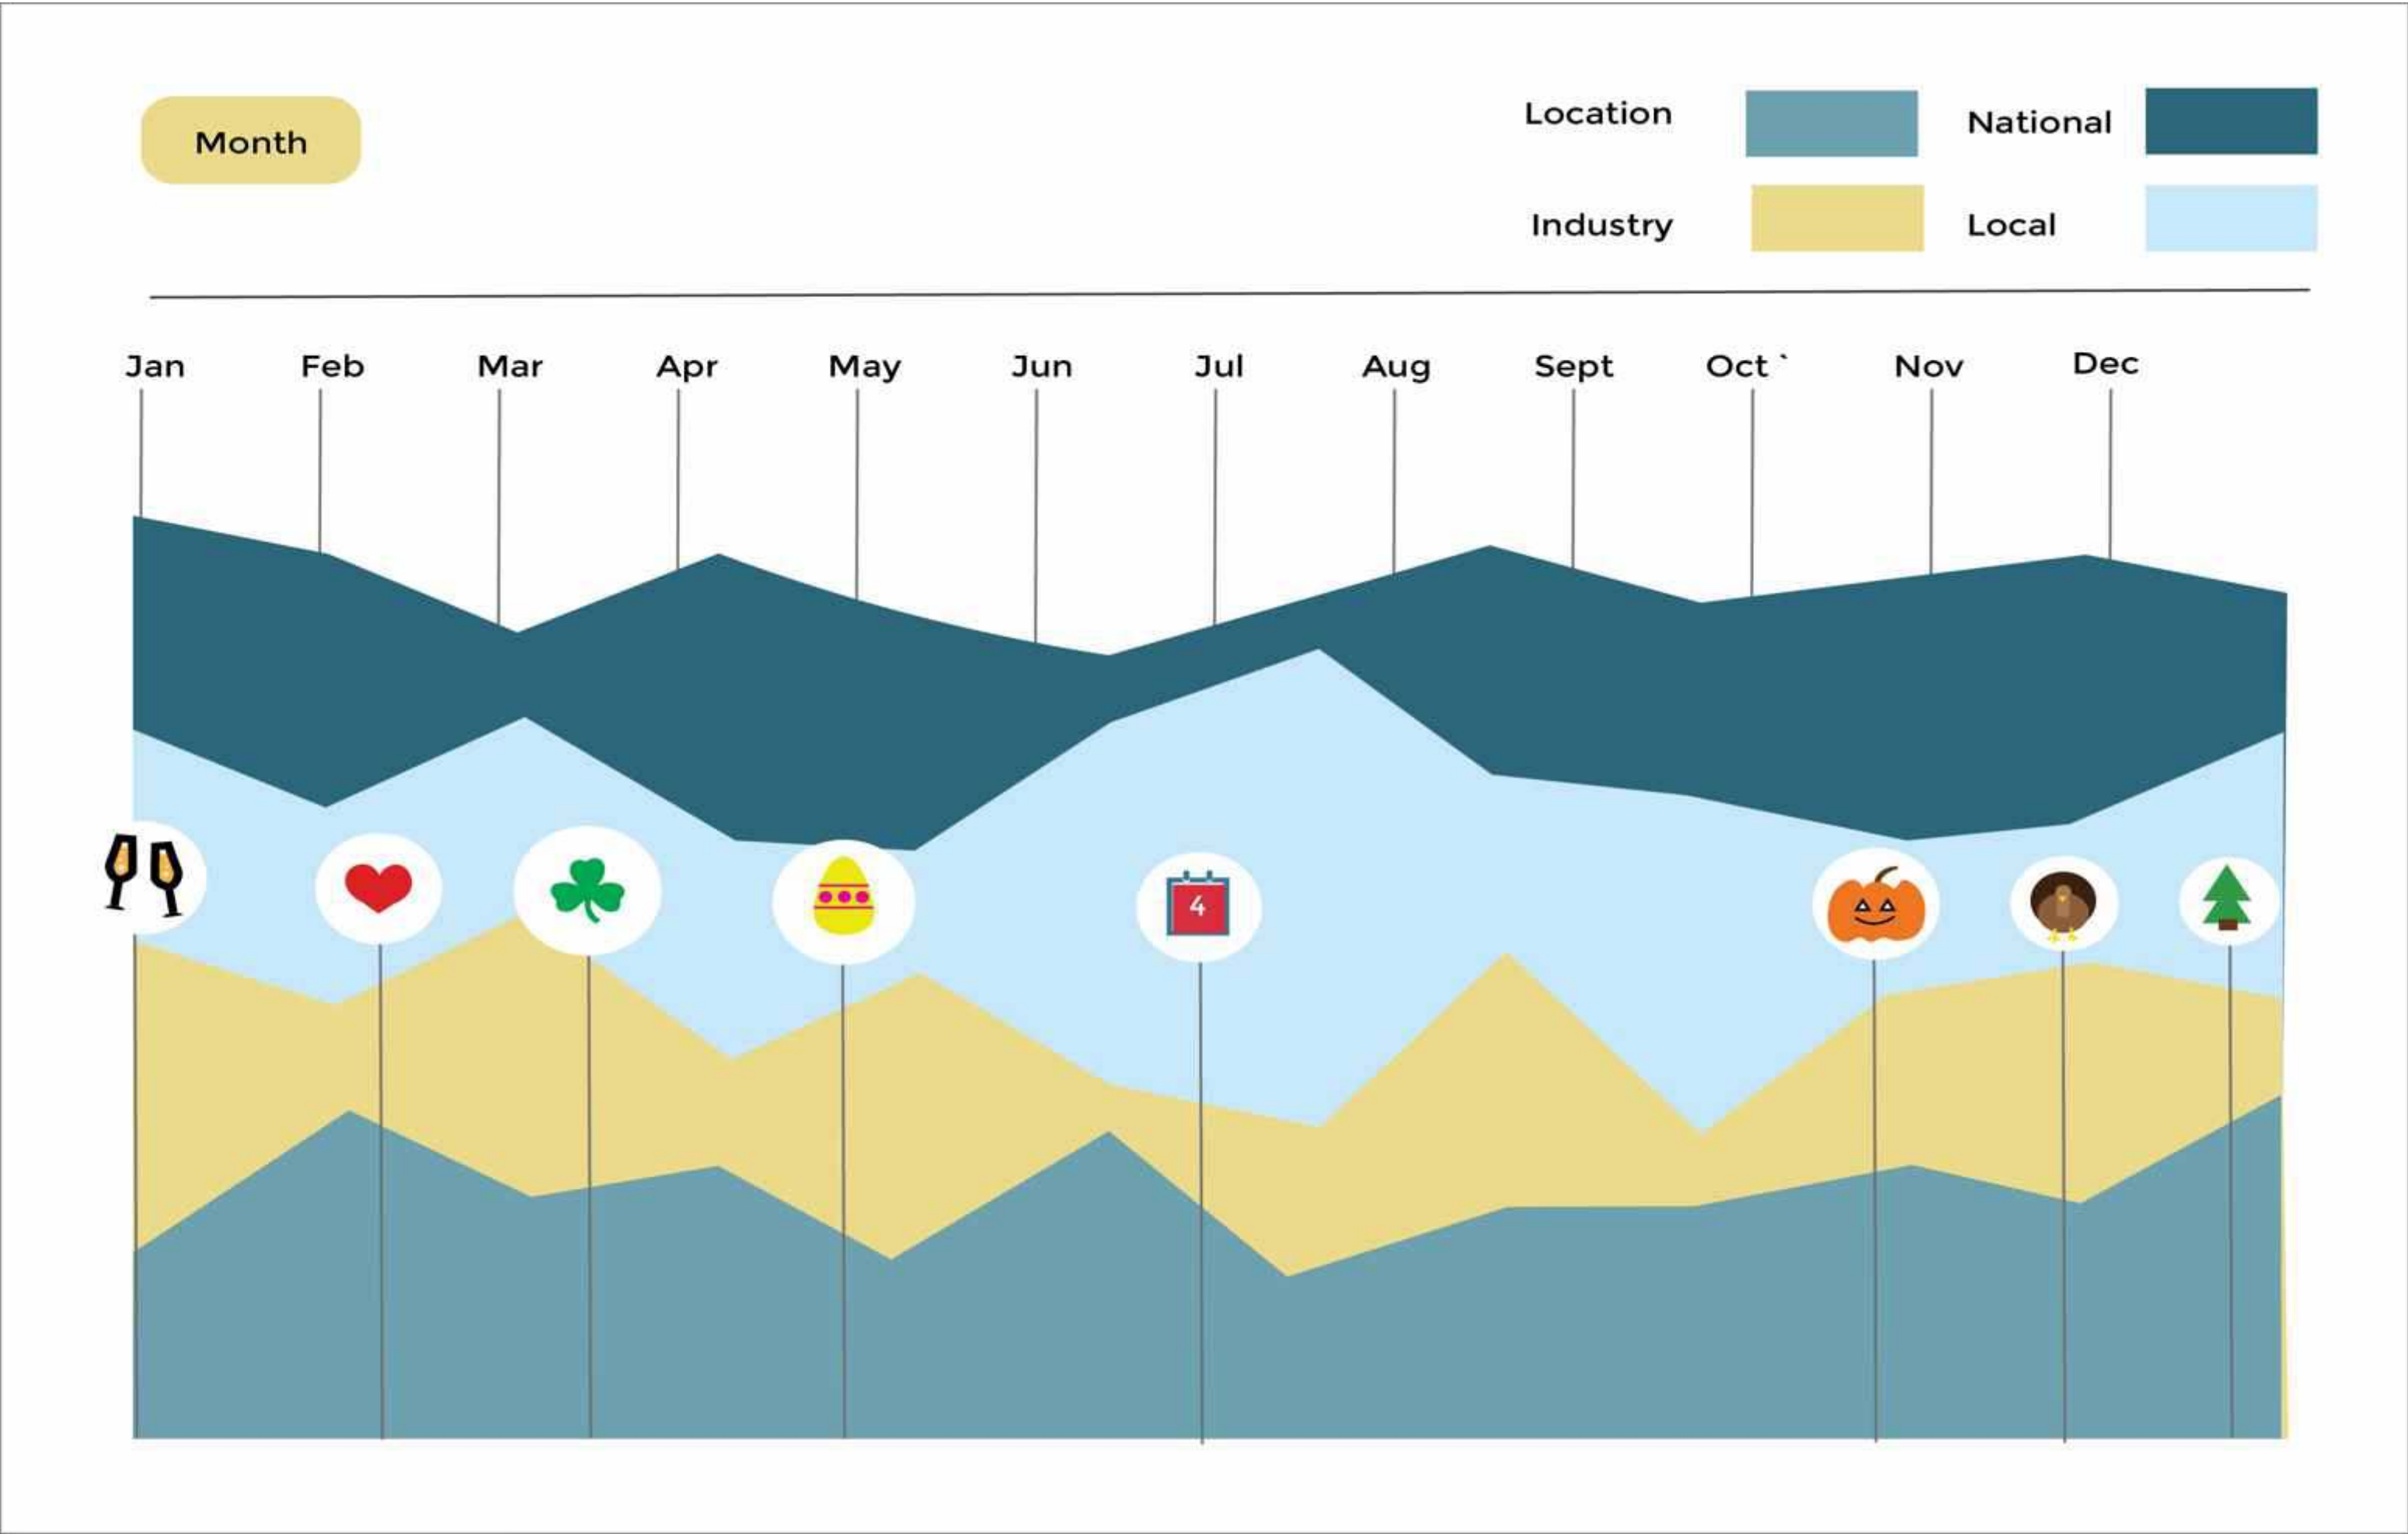 Month
Location
National
Industry
Local
Jan Feb Mar Apr May Jun Jul Aug Sept Oct ` Nov Dec
4